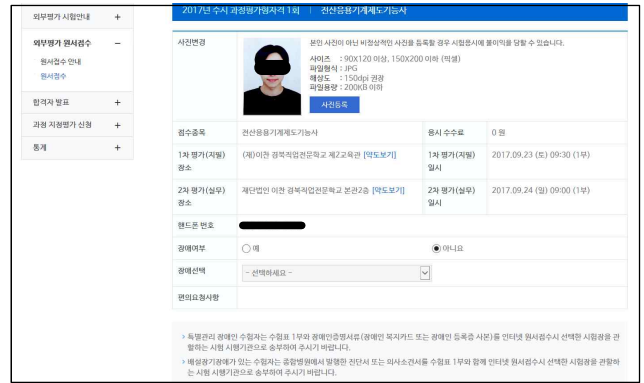 2017년 수시 과정평가형자격 1회 | 전산응용기계제도기능사
외부평가 시험안내 +
외부평가 원서접수 −
원서접수 안내
원서접수
합격자 발표 +
과정 지정평가 신청 +
통계 +
사진변경
본인 사진이 아닌 비정상적인 사진을 등록할 경우 시험응시에 불이익을 당할 수 있습니다.
사이즈 : 90X120 이상, 150X200 이하 (픽셀)
파일형식 : JPG
해상도 : 150dpi 권장
파일용량 : 200KB 이하
사진등록
접수종목 전산응용기계제도기능사 응시 수수료 0 원
1차 평가(지필) 장소 (재)이한 경북직업전문학교 제2교육관 [약도보기] 1차 평가(지필) 일시 2017.09.23 (토) 09:30 (1부)
2차 평가(실무) 장소 재단법인 이한 경북직업전문학교 본관2층 [약도보기] 2차 평가(실무) 일시 2017.09.24 (일) 09:00 (1부)
핸드폰 번호
장애여부 예 아니요
장애선택 - 선택하세요 -
편의요청사항
> 특별관리 장애인 수험자는 수험표 1부와 장애인증명서류(장애인 복지카드 또는 장애인 등록증 사본)를 인터넷 원서접수시 선택한 시험장을 관
할하는 시험 시행기관으로 송부하여 주시기 바랍니다.
> 배설장기장애가 있는 수험자는 종합병원에서 발행한 진단서 또는 의사소견서를 수험표 1부와 함께 인터넷 원서접수시 선택한 시험장을 관할하
는 시험 시행기관으로 송부하여 주시기 바랍니다.